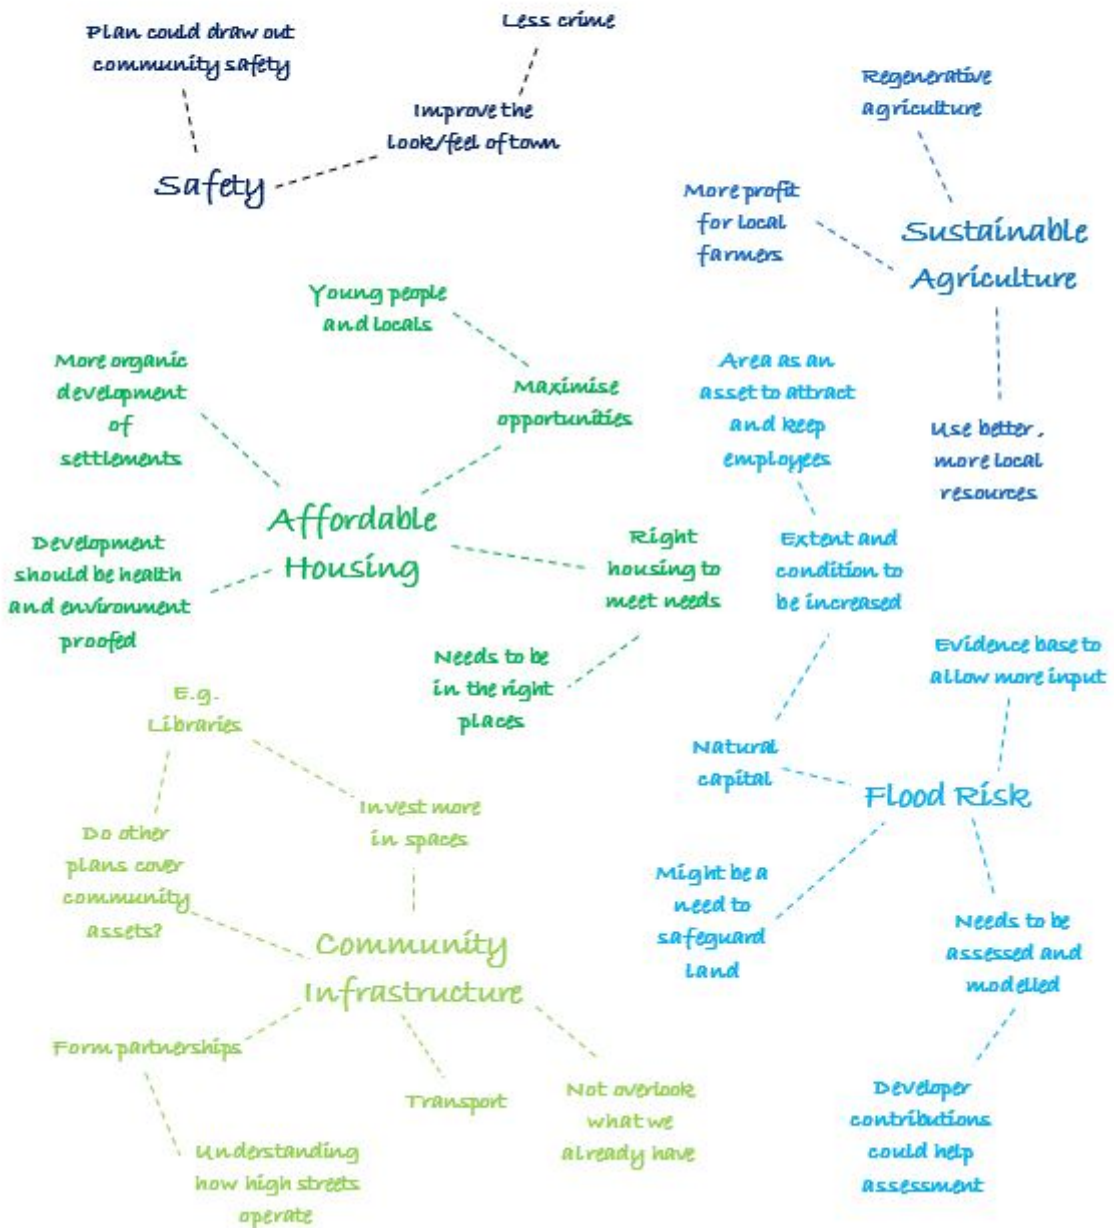 Plan could draw out
community safety
Less crime
Improve the
look/feel of town
Safety
Regenerative
agriculture
More profit
for local
farmers
Sustainable
Agriculture
Use better,
more local
resources
Young people
and locals
More organic
development
of
settlements
Maximise
opportunities
Affordable
Housing
Development
should be health
and environment
proofed
Right
housing to
meet needs
Needs to be
in the right
places
Area as an
asset to attract
and keep
employees
Extent and
condition to
be increased
Natural
capital
Evidence base to
allow more input
Flood Risk
Might be a
need to
safeguard
land
Needs to be
assessed and
modelled
Developer
contributions
could help
assessment
E.g.
Libraries
Invest more
in spaces
Do other
plans cover
community
assets?
Community
Infrastructure
Form partnerships
Transport
Not overlook
what we
already have
Understanding
how high streets
operate